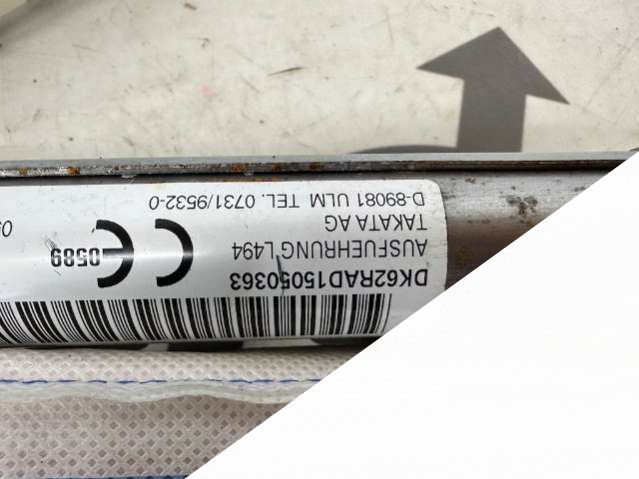 DK62RAD15050363
AUSFUEHRUNG L494
TAKATA AG
D-89081 ULM TEL. 0731/9532-0
CE 0589